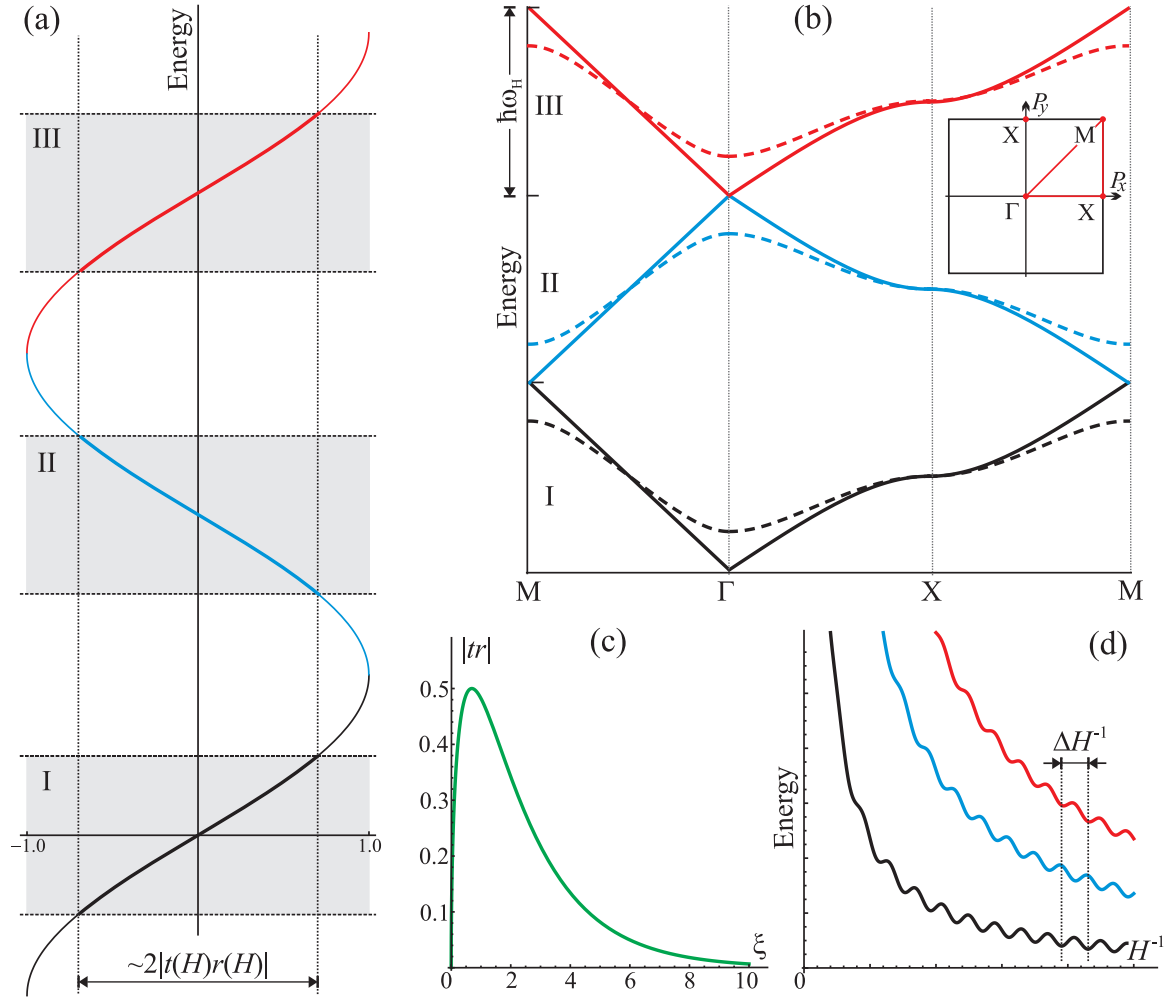 (a)
Energy
III
II
I
−1.0
1.0
~2|t(H)r(H)|
(b)
ħω_H
III
Energy
II
I
M
Γ
X
M
P_y
X
M
P_x
Γ
X
(c)
|tr|
0.5
0.4
0.3
0.2
0.1
0
2
4
6
8
10
ξ
(d)
Energy
ΔH⁻¹
0
H⁻¹